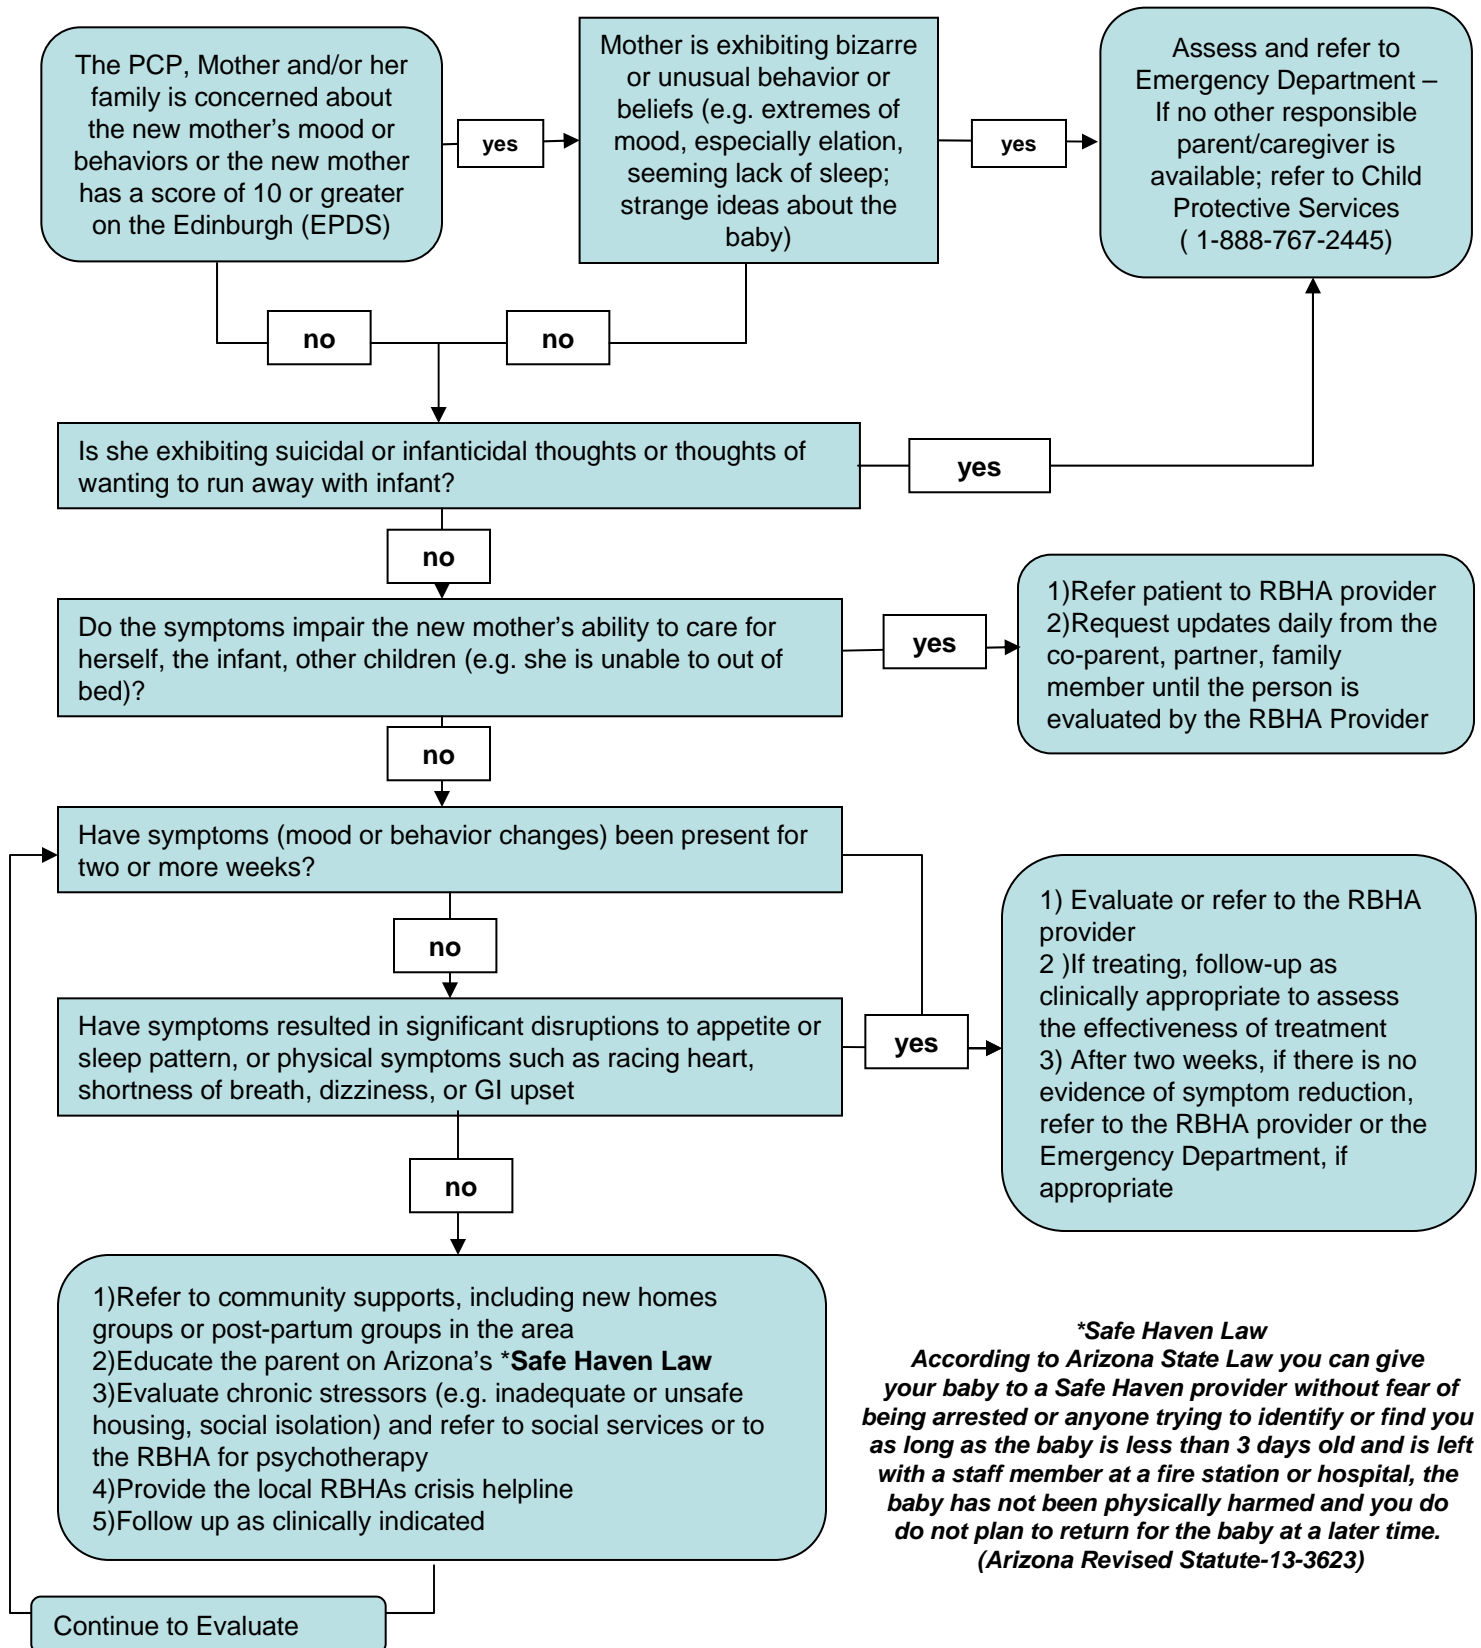 The PCP, Mother and/or her
family is concerned about
the new mother's mood or
behaviors or the new mother
has a score of 10 or greater
on the Edinburgh (EPDS)
yes
Mother is exhibiting bizarre
or unusual behavior or
beliefs (e.g. extremes of
mood, especially elation,
seeming lack of sleep;
strange ideas about the
baby)
yes
Assess and refer to
Emergency Department –
If no other responsible
parent/caregiver is
available; refer to Child
Protective Services
( 1-888-767-2445)
no
no
Is she exhibiting suicidal or infanticidal thoughts or thoughts of
wanting to run away with infant?
yes
no
Do the symptoms impair the new mother's ability to care for
herself, the infant, other children (e.g. she is unable to out of
bed)?
yes
1)Refer patient to RBHA provider
2)Request updates daily from the
co-parent, partner, family
member until the person is
evaluated by the RBHA Provider
no
Have symptoms (mood or behavior changes) been present for
two or more weeks?
no
Have symptoms resulted in significant disruptions to appetite or
sleep pattern, or physical symptoms such as racing heart,
shortness of breath, dizziness, or GI upset
yes
1) Evaluate or refer to the RBHA
provider
2 )If treating, follow-up as
clinically appropriate to assess
the effectiveness of treatment
3) After two weeks, if there is no
evidence of symptom reduction,
refer to the RBHA provider or the
Emergency Department, if
appropriate
no
1)Refer to community supports, including new homes
groups or post-partum groups in the area
2)Educate the parent on Arizona's *Safe Haven Law
3)Evaluate chronic stressors (e.g. inadequate or unsafe
housing, social isolation) and refer to social services or to
the RBHA for psychotherapy
4)Provide the local RBHAs crisis helpline
5)Follow up as clinically indicated
*Safe Haven Law
According to Arizona State Law you can give
your baby to a Safe Haven provider without fear of
being arrested or anyone trying to identify or find you
as long as the baby is less than 3 days old and is left
with a staff member at a fire station or hospital, the
baby has not been physically harmed and you do
do not plan to return for the baby at a later time.
(Arizona Revised Statute-13-3623)
Continue to Evaluate